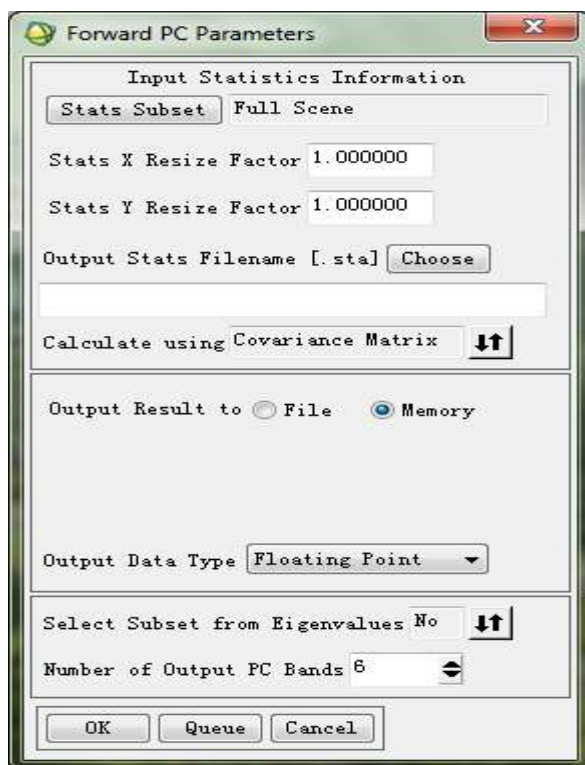 Forward PC Parameters
Input Statistics Information
Stats Subset Full Scene
Stats X Resize Factor 1.000000
Stats Y Resize Factor 1.000000
Output Stats Filename [.sta] Choose
Calculate using Covariance Matrix
Output Result to File Memory
Output Data Type Floating Point
Select Subset from Eigenvalues No
Number of Output PC Bands 6
OK Queue Cancel